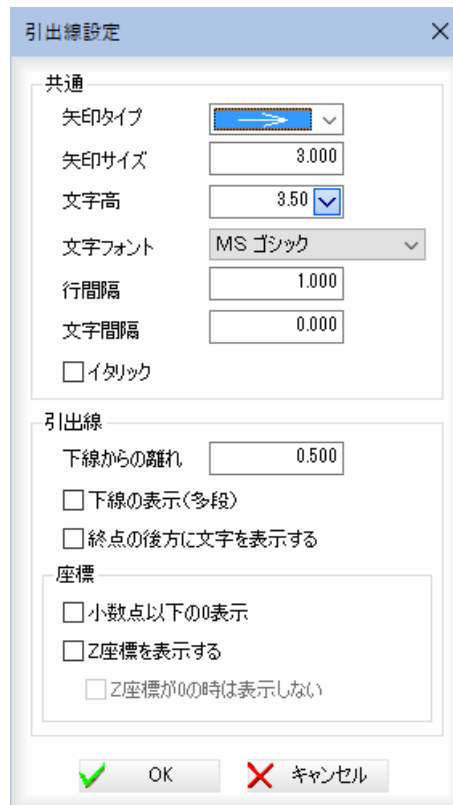 引出線設定
共通
矢印タイプ
矢印サイズ 3.000
文字高 3.50
文字フォント MS ゴシック
行間隔 1.000
文字間隔 0.000
イタリック
引出線
下線からの離れ 0.500
下線の表示(多段)
終点の後方に文字を表示する
座標
小数点以下の0表示
Z座標を表示する
Z座標が0の時は表示しない
OK キャンセル